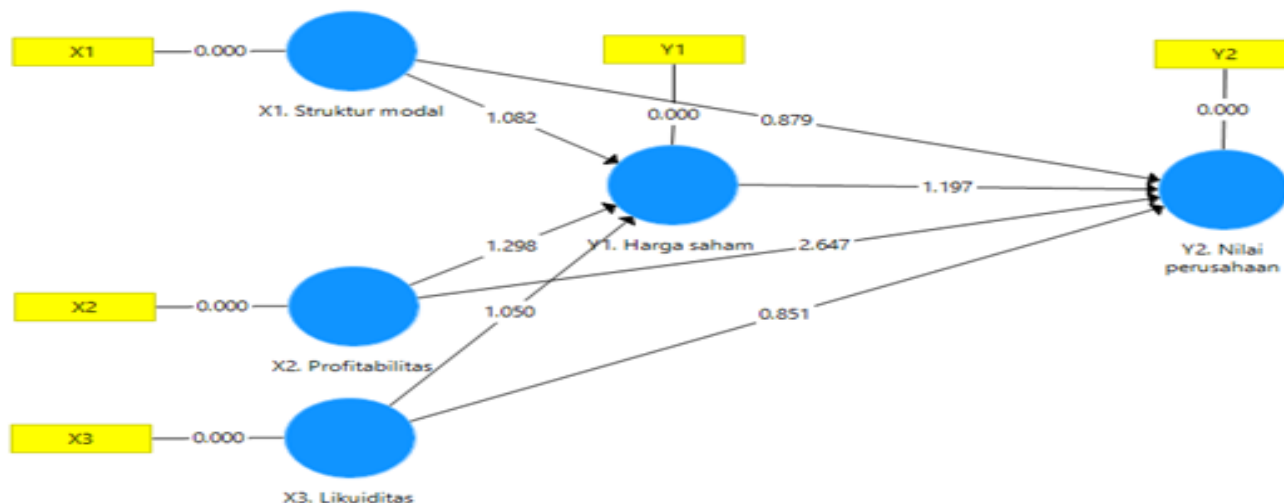 X1
0.000
X1. Struktur modal
Y1
0.000
Y2
0.000
1.082
0.879
1.197
1.298
Y1. Harga saham
2.647
Y2. Nilai
perusahaan
X2
0.000
1.050
0.851
X2. Profitabilitas
X3
0.000
X3. Likuiditas